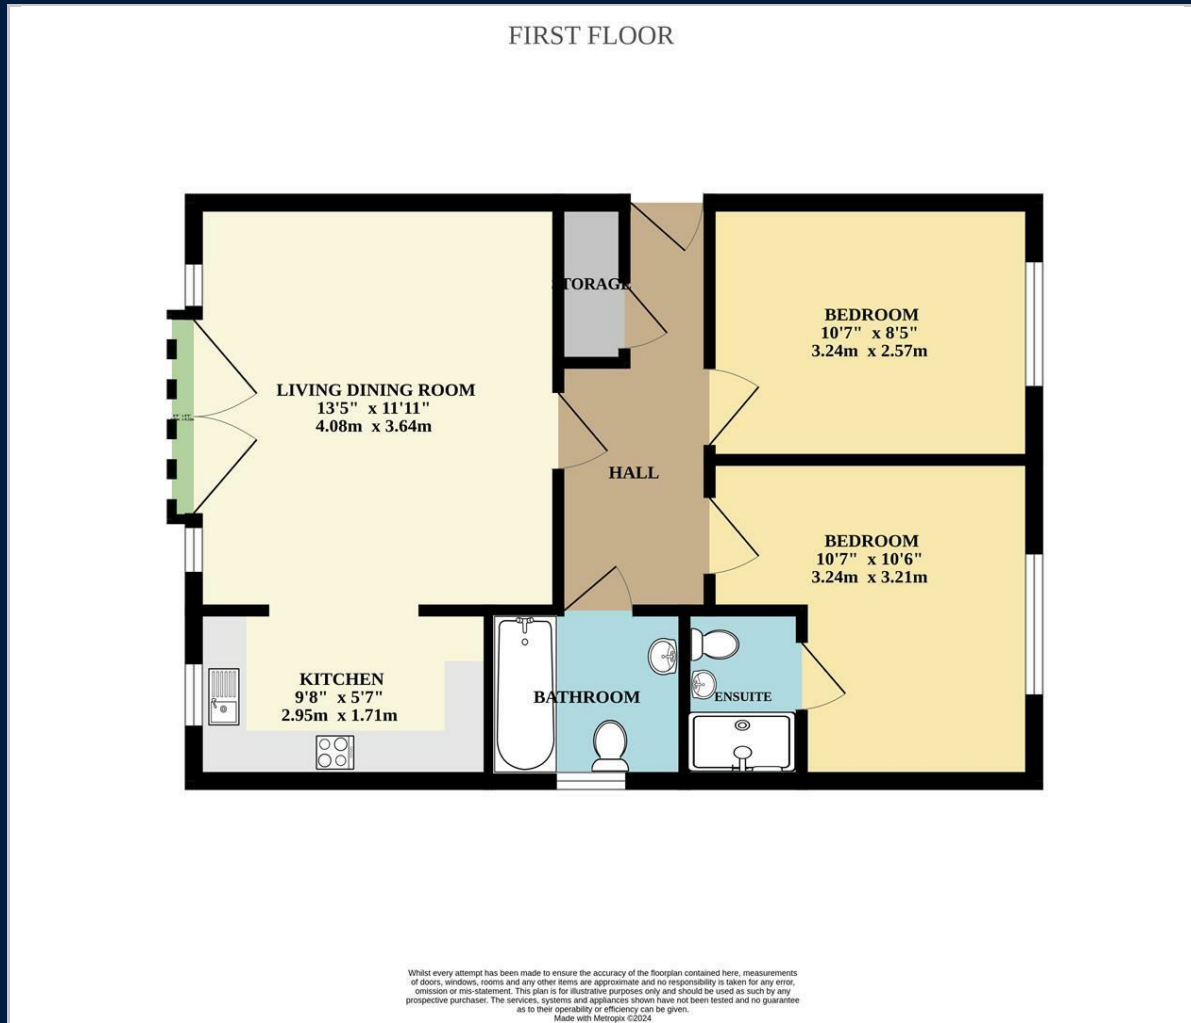 FIRST FLOOR
STORAGE
BEDROOM
10'7" x 8'5"
3.24m x 2.57m
LIVING DINING ROOM
13'5" x 11'11"
4.08m x 3.64m
HALL
BEDROOM
10'7" x 10'6"
3.24m x 3.21m
KITCHEN
9'8" x 5'7"
2.95m x 1.71m
BATHROOM
ENSUITE
Whilst every attempt has been made to ensure the accuracy of the floorplan contained here, measurements
of doors, windows, rooms and any other items are approximate and no responsibility is taken for any error,
omission or mis-statement. This plan is for illustrative purposes only and should be used as such by any
prospective purchaser. The services, systems and appliances shown have not been tested and no guarantee
as to their operability or efficiency can be given.
Made with Metropix ©2024